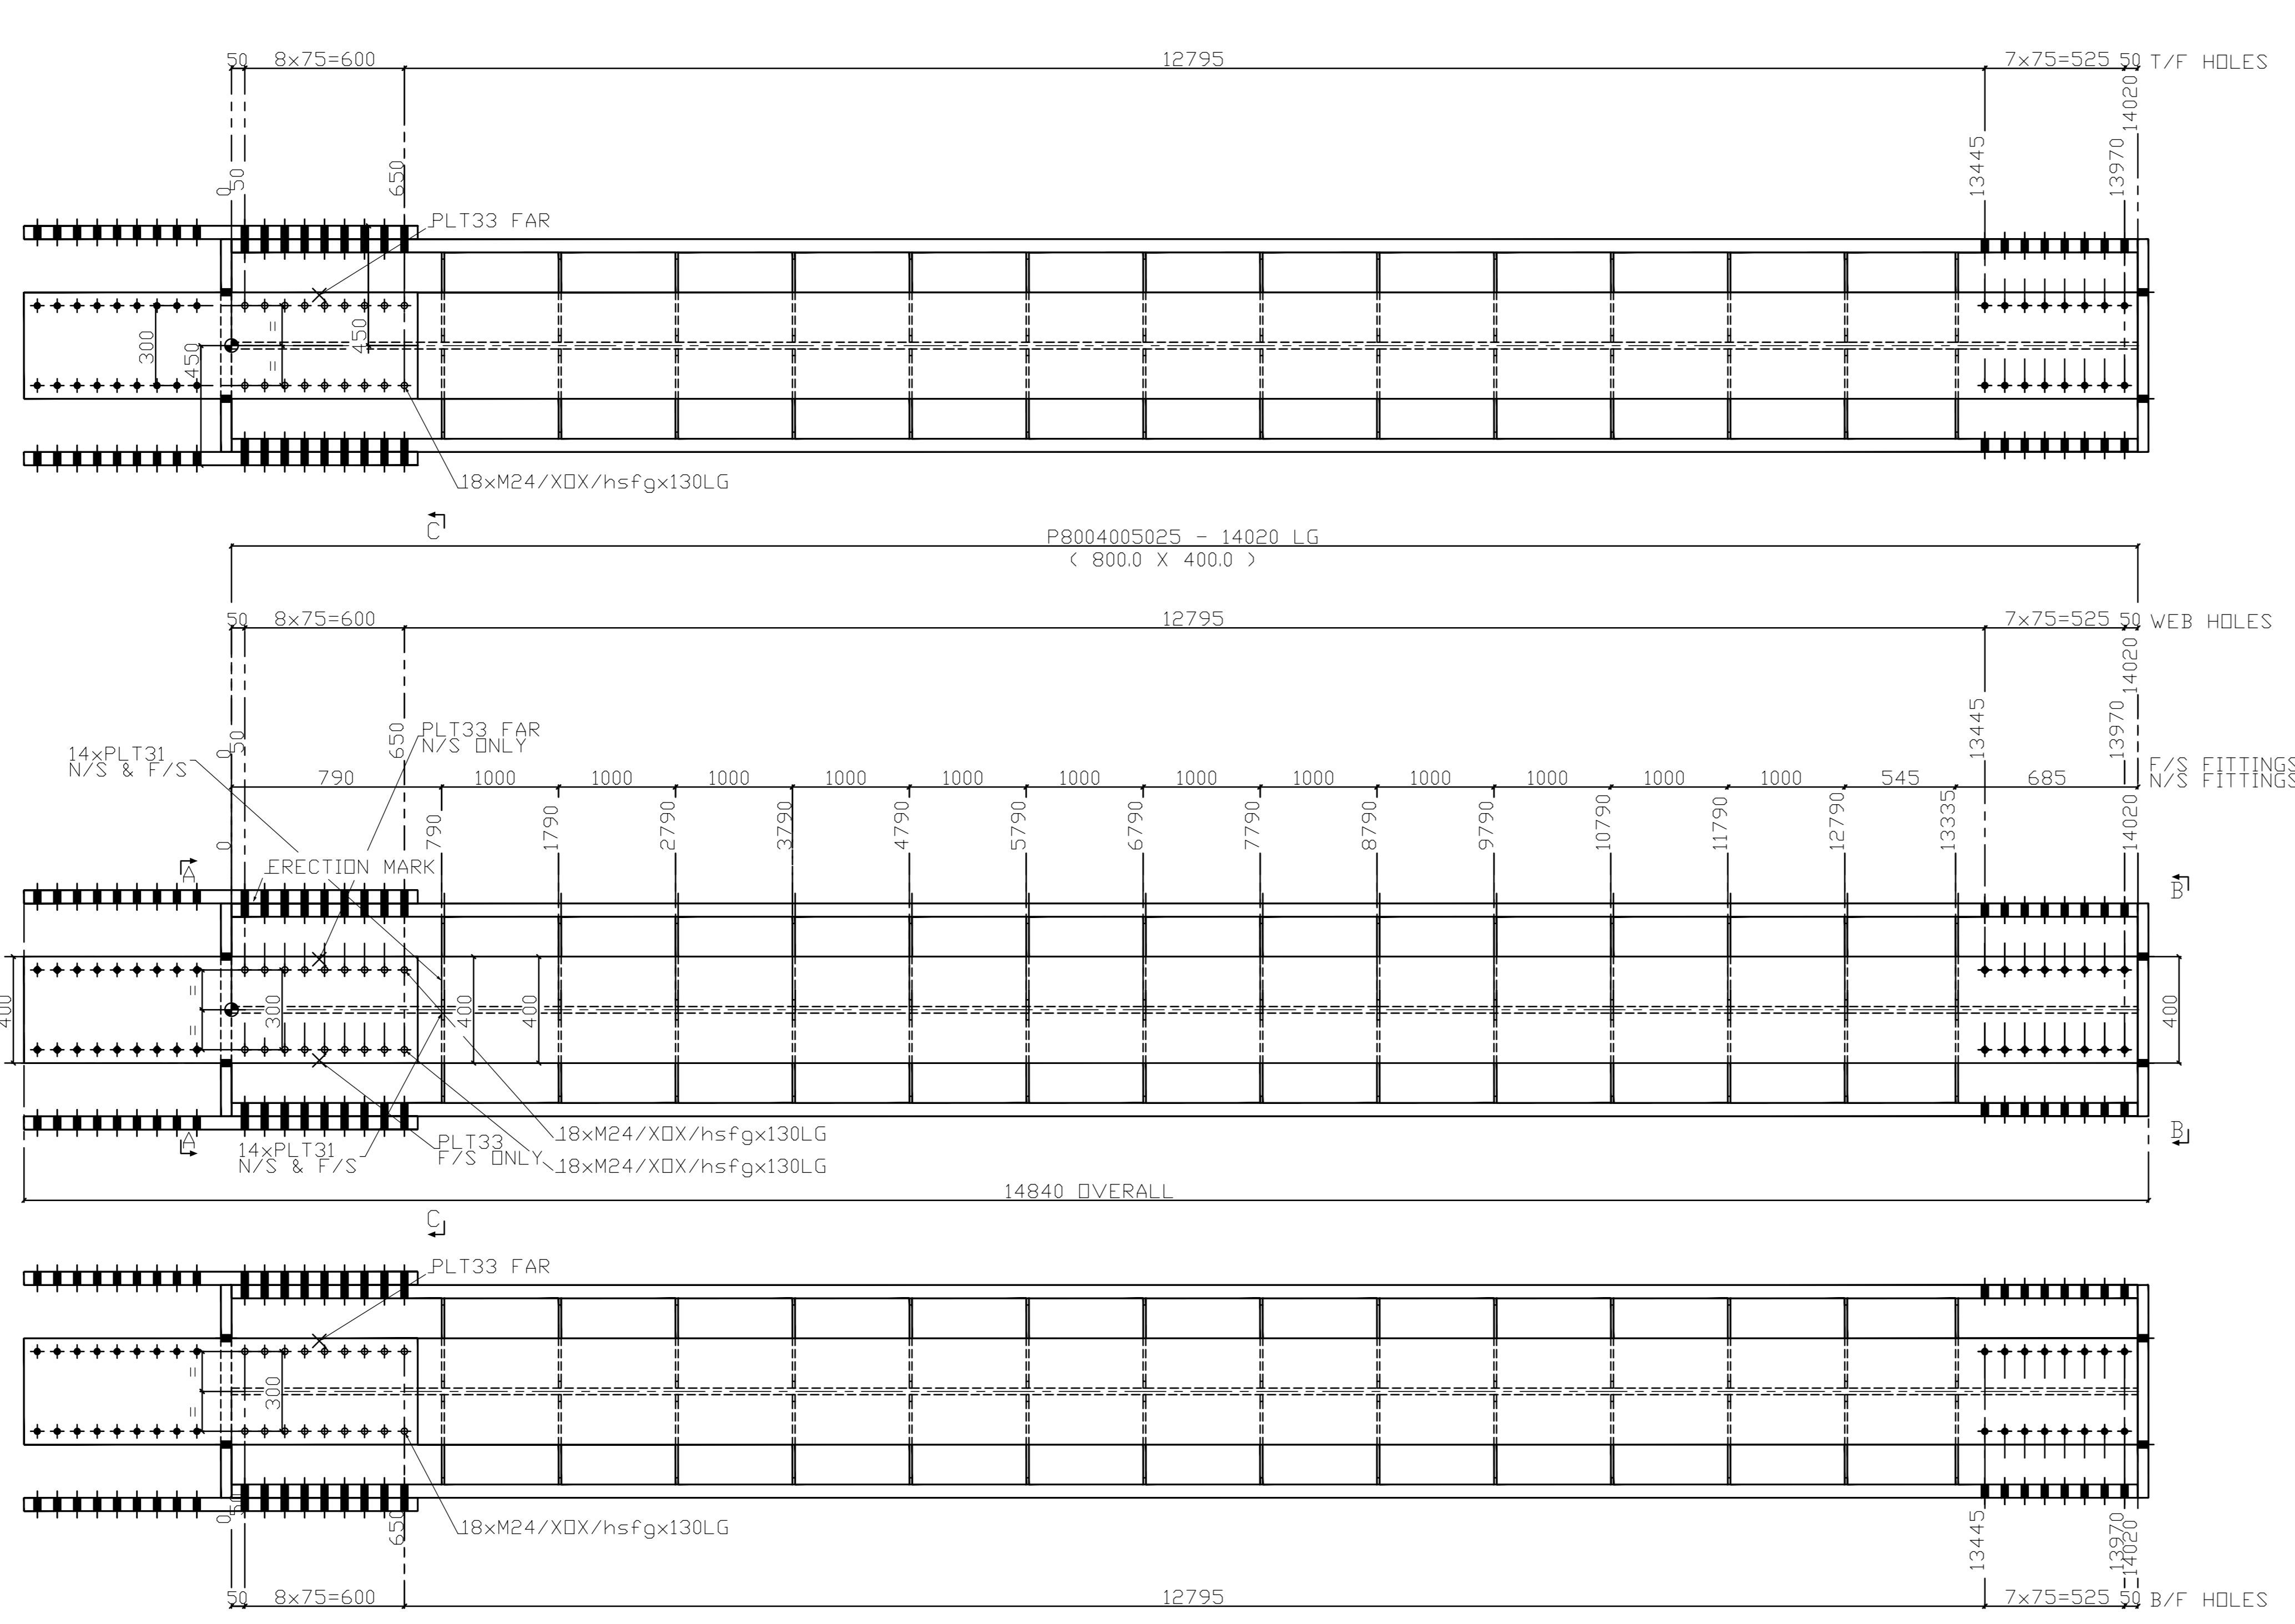 50 8x75=600 12795 7x75=525 50 T/F HOLES
0 50 650 13445 13970 14020
PLT33 FAR
300 450 = = 450
18xM24/XOX/hsfgx130LG
C
P8004005025 - 14020 LG
( 800.0 X 400.0 )
50 8x75=600 12795 7x75=525 50 WEB HOLES
0 50 650 13445 13970 14020
PLT33 FAR
N/S ONLY
14xPLT31
N/S & F/S
F/S FITTINGS
790 1000 1000 1000 1000 1000 1000 1000 1000 1000 1000 1000 1000 545 685 N/S FITTINGS
0 790 1790 2790 3790 4790 5790 6790 7790 8790 9790 10790 11790 12790 13335 14020
A ERECTION MARK B
400 = = 300 400 400 400
18xM24/XOX/hsfgx130LG
A B
14xPLT31
N/S & F/S
PLT33
F/S ONLY
18xM24/XOX/hsfgx130LG
14840 OVERALL
C
PLT33 FAR
= = 300
18xM24/XOX/hsfgx130LG
0 50 650 13445 13970 14020
50 8x75=600 12795 7x75=525 50 B/F HOLES